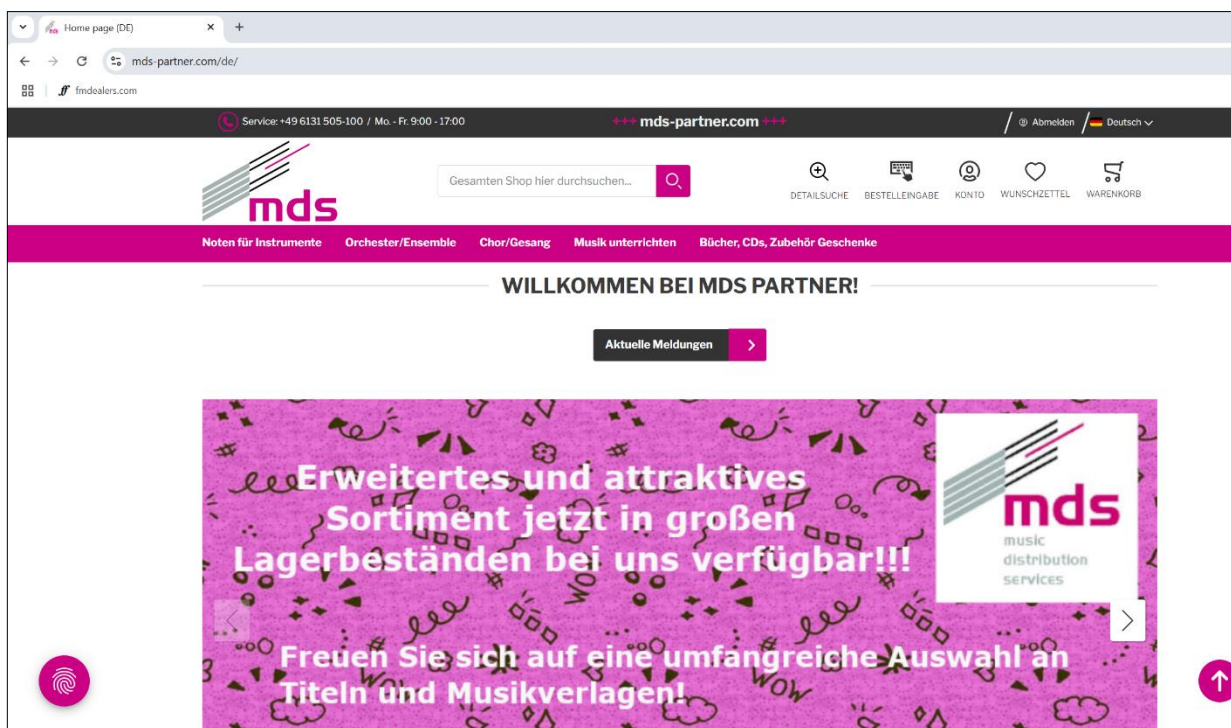 Home page (DE)
mds-partner.com/de/
fmdealers.com
Service: +49 6131 505-100 / Mo. - Fr. 9:00 - 17:00
+++ mds-partner.com +++
Abmelden
Deutsch
mds
Gesamten Shop hier durchsuchen...
DETAILSUCHE
BESTELLEINGABE
KONTO
WUNSCHZETTEL
WARENKORB
Noten für Instrumente
Orchester/Ensemble
Chor/Gesang
Musik unterrichten
Bücher, CDs, Zubehör Geschenke
WILLKOMMEN BEI MDS PARTNER!
Aktuelle Meldungen
Erweitertes und attraktives
Sortiment jetzt in großen
Lagerbeständen bei uns verfügbar!!!
mds
music
distribution
services
Freuen Sie sich auf eine umfangreiche Auswahl an
Titeln und Musikverlagen!
WOW
WOW
WOW